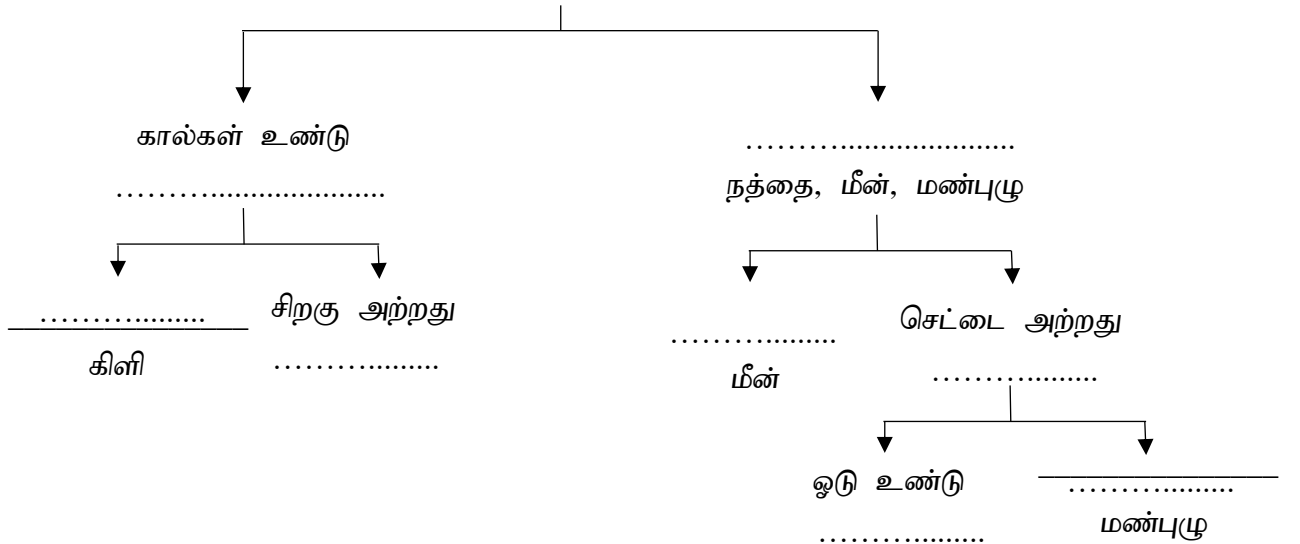 கால்கள் உண்டு
………......................
………......................
நத்தை, மீன், மண்புழு
………..........
கிளி
சிறகு அற்றது
………..........
………..........
மீன்
செட்டை அற்றது
………..........
ஓடு உண்டு
………..........
………..........
மண்புழு